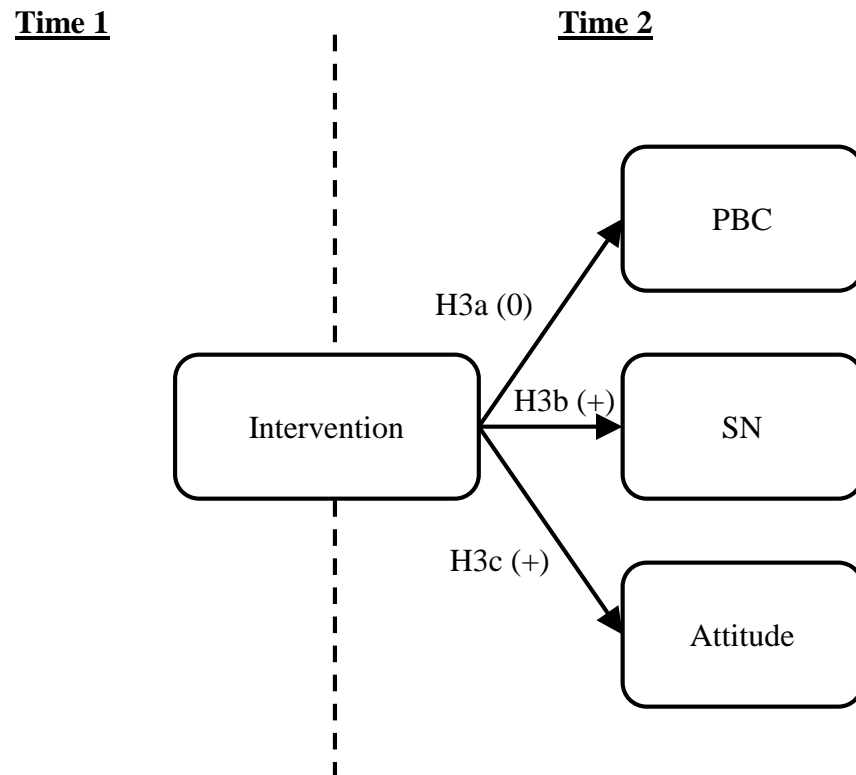 Time 1
Time 2
PBC
H3a (0)
H3b (+)
Intervention
SN
H3c (+)
Attitude